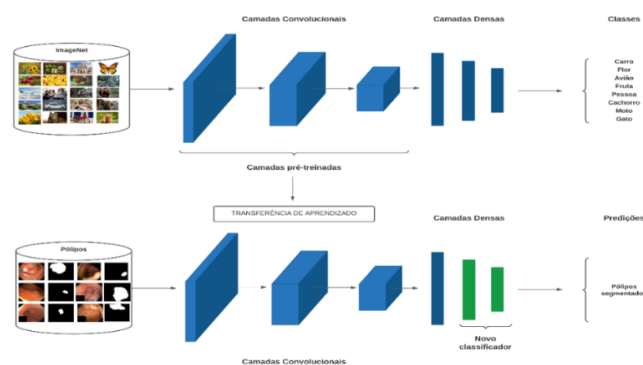 Camadas Convolucionais
Camadas Densas
Classes
ImageNet
Carro
Flor
Avião
Fruta
Pessoa
Cachorro
Moto
Gato
Camadas pré-treinadas
TRANSFERÊNCIA DE APRENDIZADO
Camadas Densas
Predições
Pólipos
Pólipos
segmentado
Novo
classificador
Camadas Convolucionais